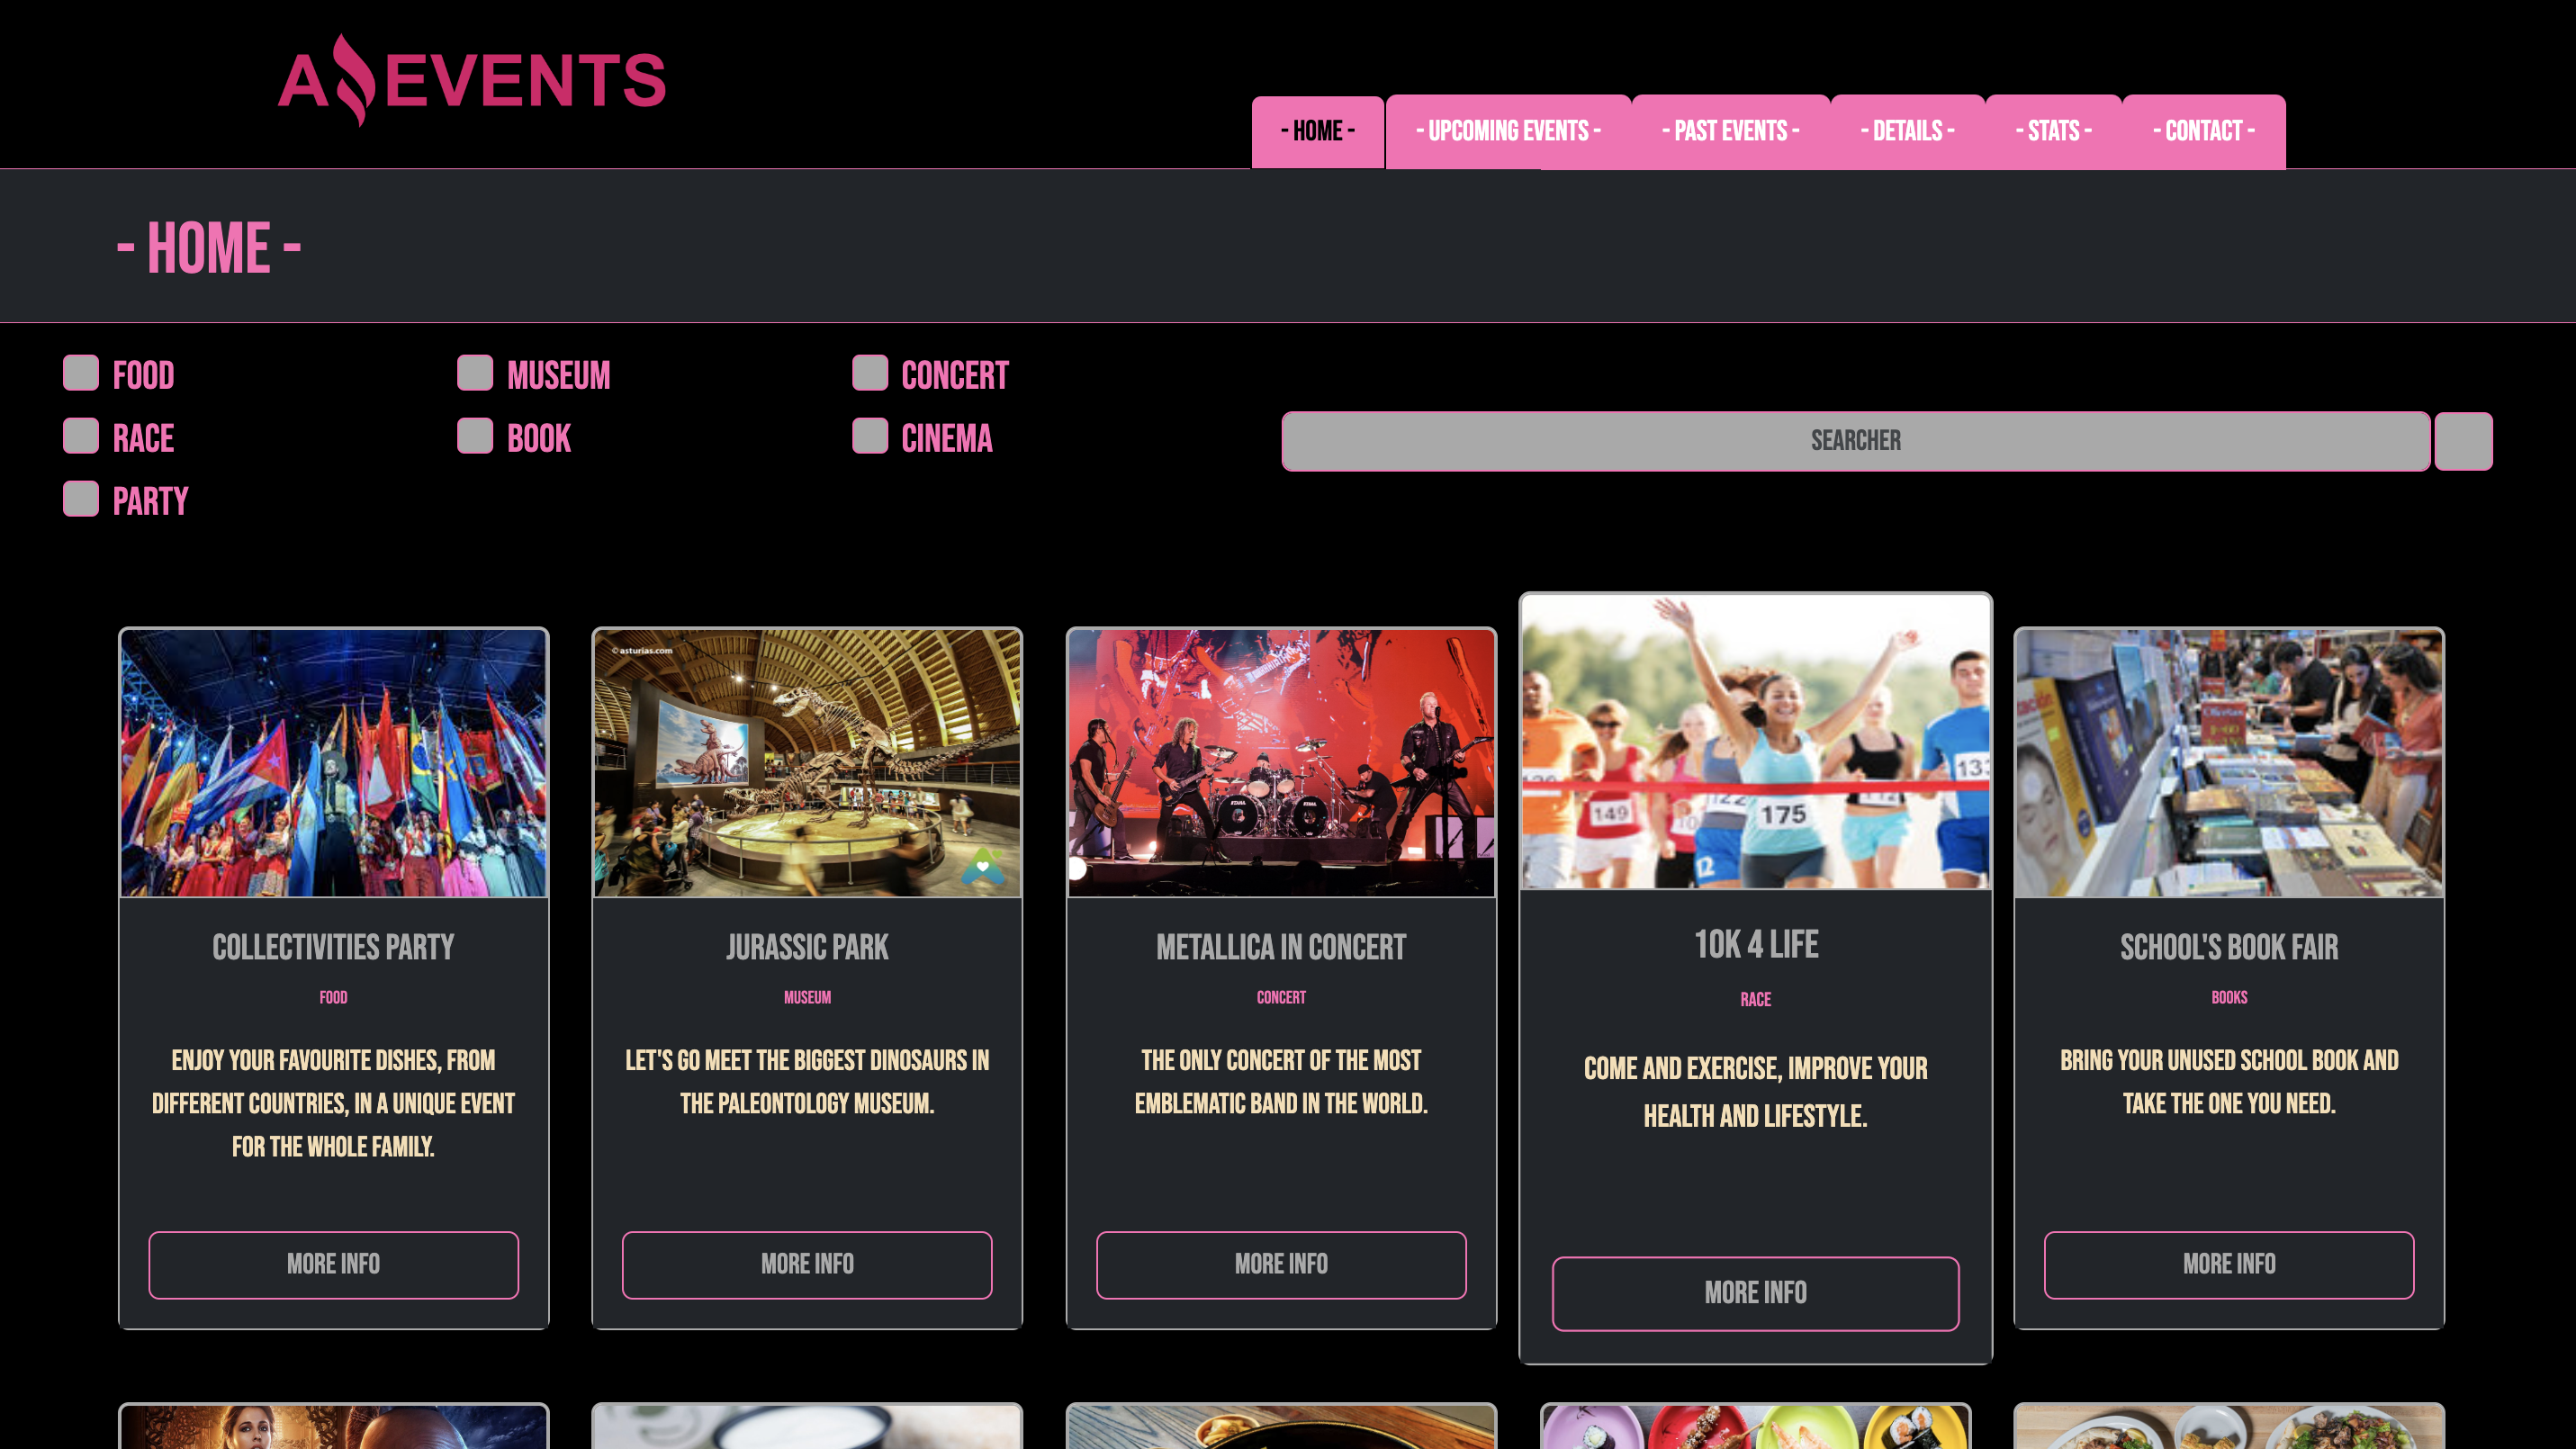 A EVENTS
- HOME -
- UPCOMING EVENTS -
- PAST EVENTS -
- DETAILS -
- STATS -
- CONTACT -
- HOME -
FOOD
MUSEUM
CONCERT
RACE
BOOK
CINEMA
PARTY
SEARCHER
© asturias.com
149
175
133
12
COLLECTIVITIES PARTY
FOOD
ENJOY YOUR FAVOURITE DISHES, FROM
DIFFERENT COUNTRIES, IN A UNIQUE EVENT
FOR THE WHOLE FAMILY.
MORE INFO
JURASSIC PARK
MUSEUM
LET'S GO MEET THE BIGGEST DINOSAURS IN
THE PALEONTOLOGY MUSEUM.
MORE INFO
METALLICA IN CONCERT
CONCERT
THE ONLY CONCERT OF THE MOST
EMBLEMATIC BAND IN THE WORLD.
MORE INFO
10K 4 LIFE
RACE
COME AND EXERCISE, IMPROVE YOUR
HEALTH AND LIFESTYLE.
MORE INFO
SCHOOL'S BOOK FAIR
BOOKS
BRING YOUR UNUSED SCHOOL BOOK AND
TAKE THE ONE YOU NEED.
MORE INFO